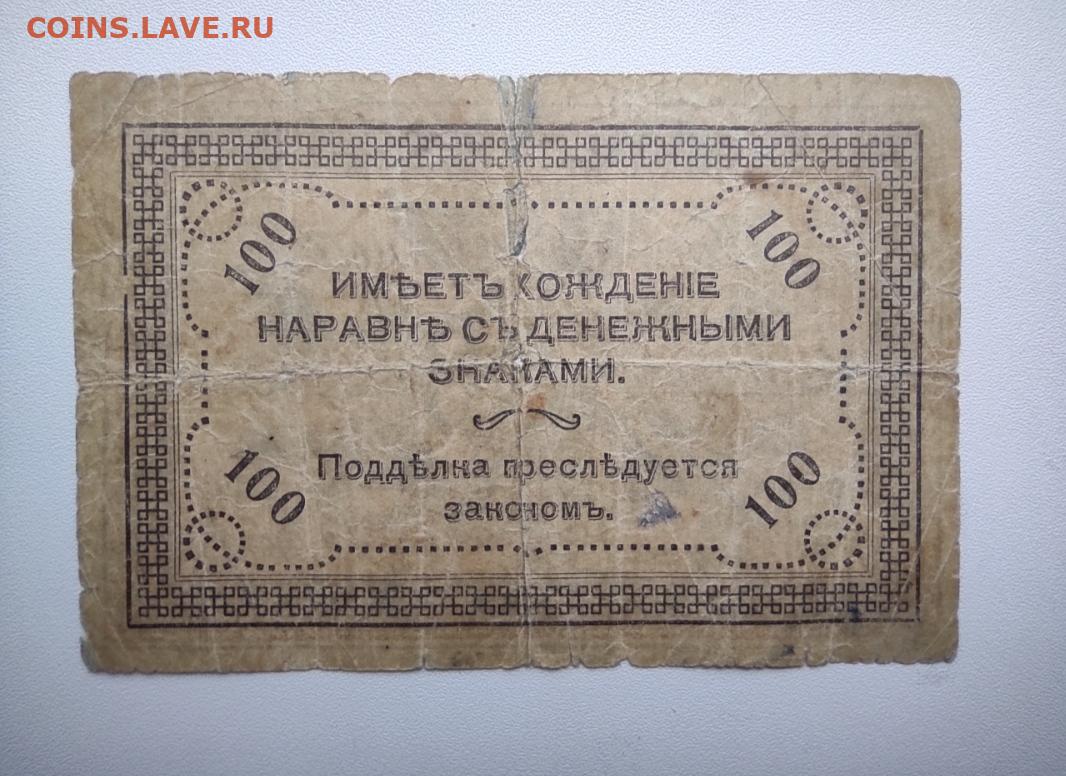 COINS.LAVE.RU
100 100
ИМѢЕТЪ ХОЖДЕНІЕ
НАРАВНѢ СЪ ДЕНЕЖНЫМИ
ЗНАКАМИ.
Поддѣлка преслѣдуется
закономъ.
100 100